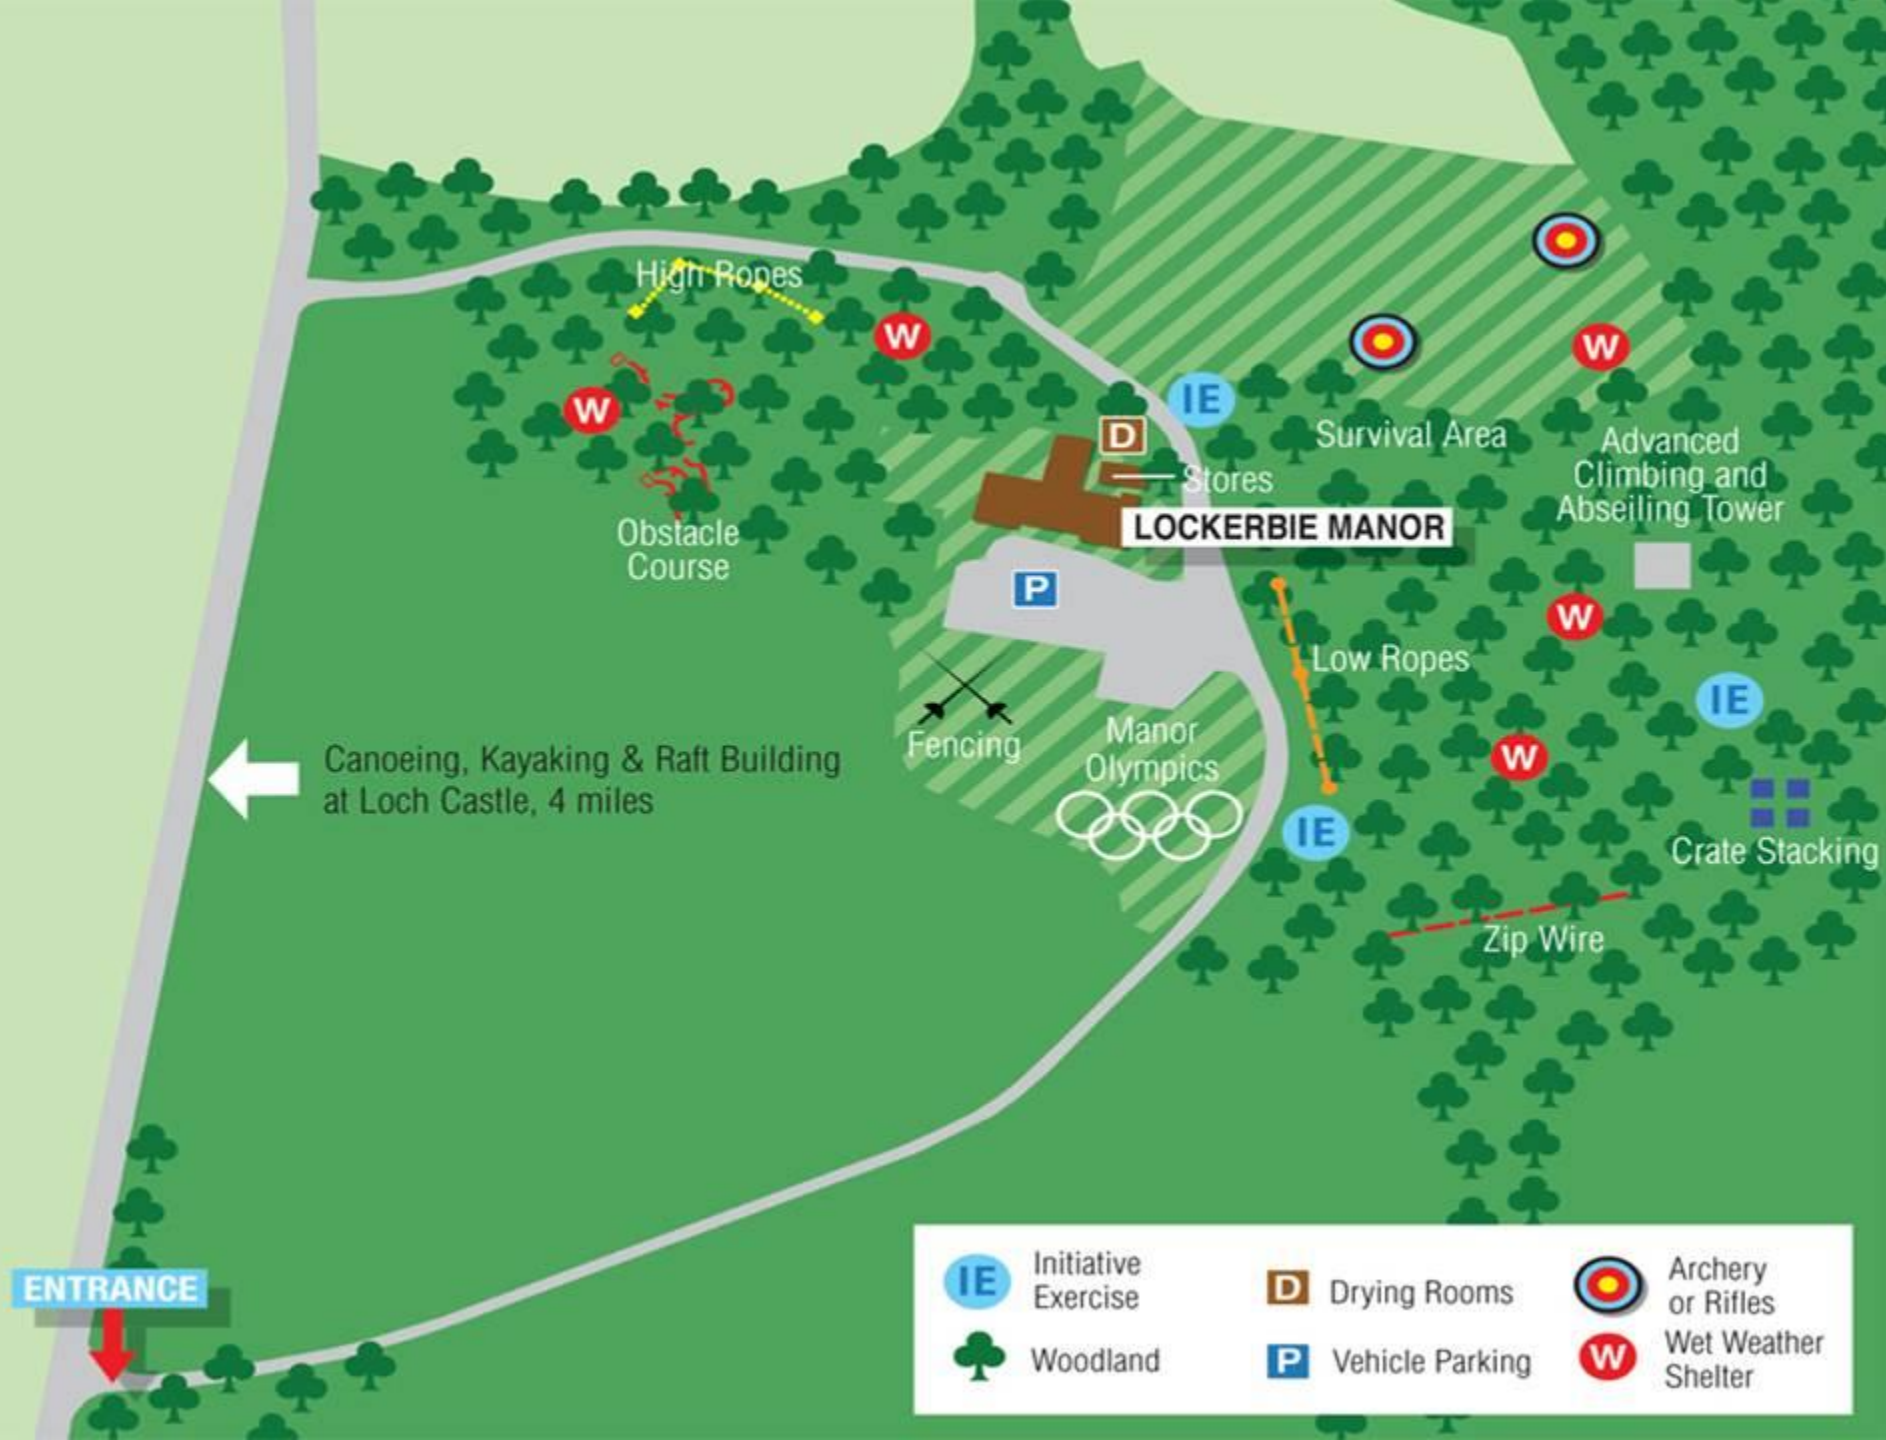 High Ropes
W
W
IE
W
D
Survival Area
Advanced
Climbing and
Abseiling Tower
Stores
LOCKERBIE MANOR
Obstacle
Course
P
W
Low Ropes
IE
Fencing
Manor
Olympics
W
Canoeing, Kayaking & Raft Building
at Loch Castle, 4 miles
IE
Crate Stacking
Zip Wire
ENTRANCE
IE
Initiative
Exercise
D
Drying Rooms
Archery
or Rifles
Woodland
P
Vehicle Parking
W
Wet Weather
Shelter